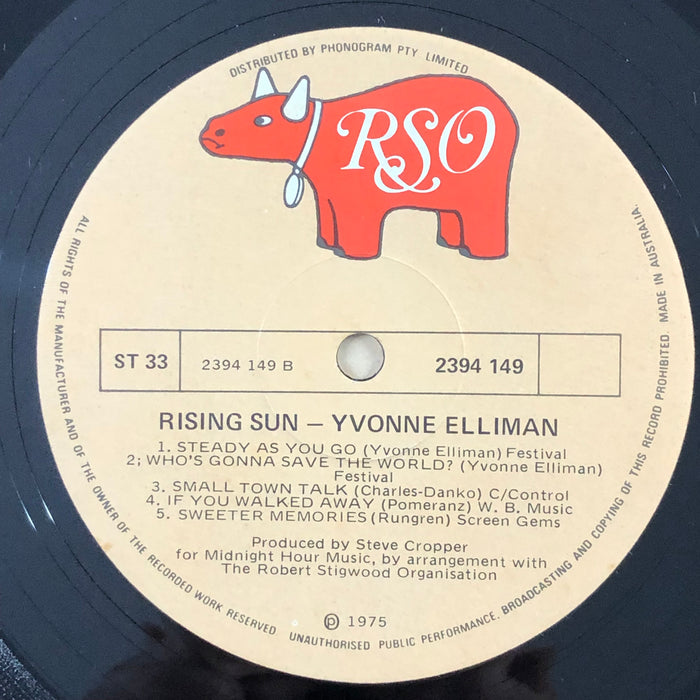 DISTRIBUTED BY PHONOGRAM PTY LIMITED
RSO
ST 33
2394 149 B
2394 149
RISING SUN – YVONNE ELLIMAN
1. STEADY AS YOU GO (Yvonne Elliman) Festival
2; WHO'S GONNA SAVE THE WORLD? (Yvonne Elliman)
Festival
3. SMALL TOWN TALK (Charles-Danko) C/Control
4. IF YOU WALKED AWAY (Pomeranz) W. B. Music
5. SWEETER MEMORIES (Rungren) Screen Gems
Produced by Steve Cropper
for Midnight Hour Music, by arrangement with
The Robert Stigwood Organisation
℗ 1975
ALL RIGHTS OF THE MANUFACTURER AND OF THE OWNER OF THE RECORDED WORK RESERVED UNAUTHORISED PUBLIC PERFORMANCE. BROADCASTING AND COPYING OF THIS RECORD PROHIBITED. MADE IN AUSTRALIA.